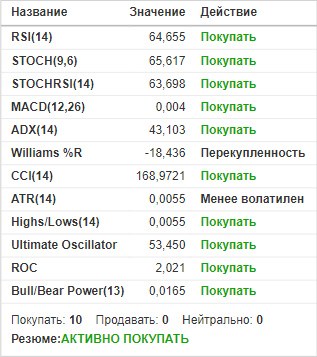 Название Значение Действие
RSI(14) 64,655 Покупать
STOCH(9,6) 65,617 Покупать
STOCHRSI(14) 63,698 Покупать
MACD(12,26) 0,004 Покупать
ADX(14) 43,103 Покупать
Williams %R -18,436 Перекупленность
CCI(14) 168,9721 Покупать
ATR(14) 0,0055 Менее волатилен
Highs/Lows(14) 0,0055 Покупать
Ultimate Oscillator 53,450 Покупать
ROC 2,021 Покупать
Bull/Bear Power(13) 0,0165 Покупать
Покупать: 10 Продавать: 0 Нейтрально: 0
Резюме:АКТИВНО ПОКУПАТЬ